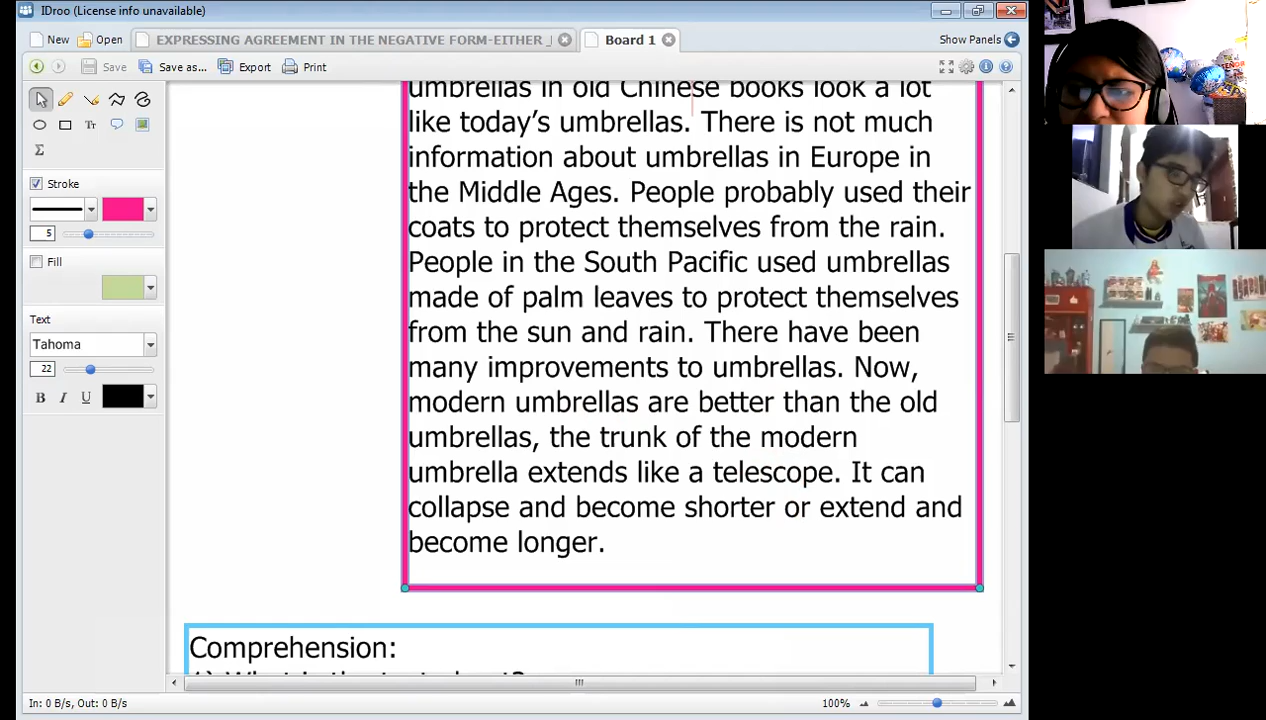 IDroo (License info unavailable)
New Open EXPRESSING AGREEMENT IN THE NEGATIVE FORM-EITHER _ Board 1 Show Panels
Save Save as... Export Print
umbrellas in old Chinese books look a lot
like today's umbrellas. There is not much
information about umbrellas in Europe in
the Middle Ages. People probably used their
coats to protect themselves from the rain.
People in the South Pacific used umbrellas
made of palm leaves to protect themselves
from the sun and rain. There have been
many improvements to umbrellas. Now,
modern umbrellas are better than the old
umbrellas, the trunk of the modern
umbrella extends like a telescope. It can
collapse and become shorter or extend and
become longer.
Comprehension:
Tr
Σ
Stroke
5
Fill
Text
Tahoma
22
B I U
In: 0 B/s, Out: 0 B/s
100%